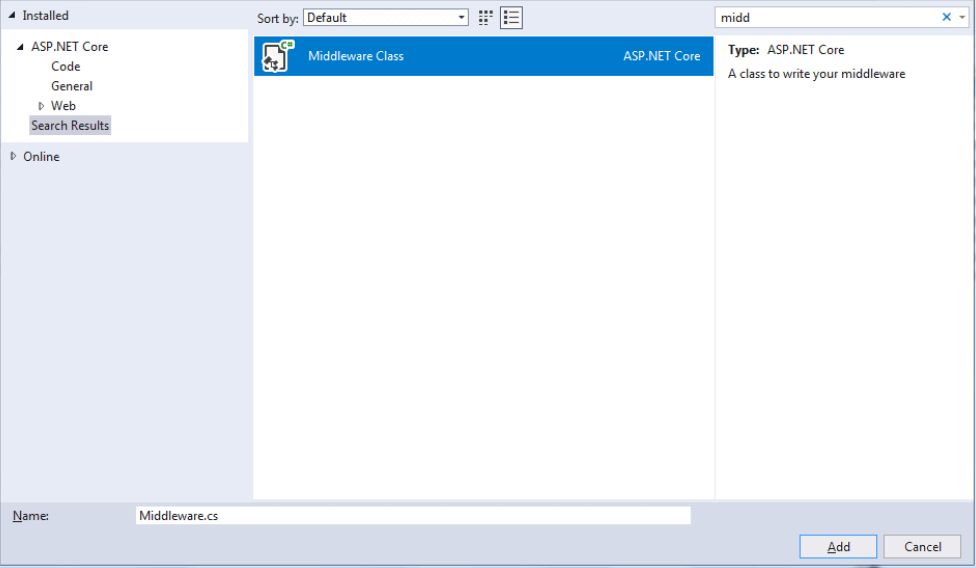 Installed
ASP.NET Core
Code
General
Web
Search Results
Online
Sort by: Default
C#
Middleware Class ASP.NET Core
midd
Type: ASP.NET Core
A class to write your middleware
Name: Middleware.cs
Add Cancel